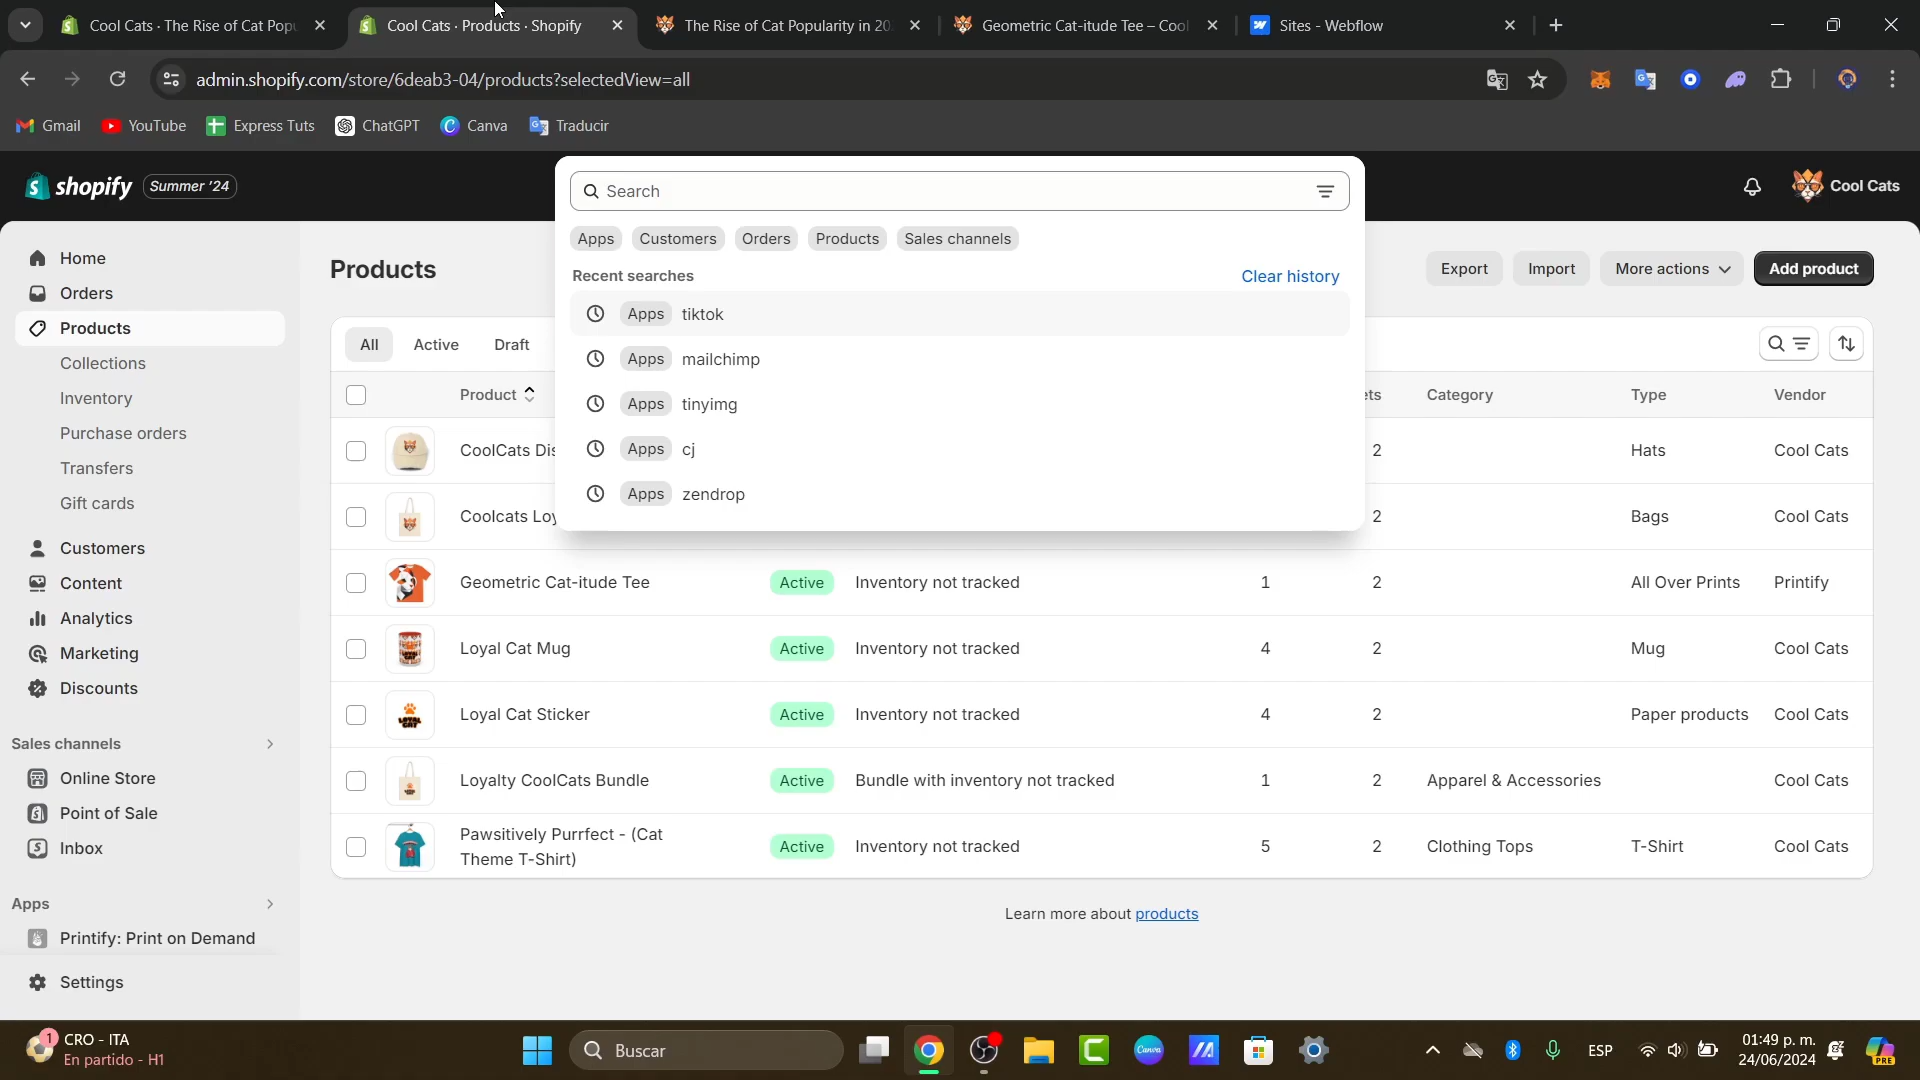 Cool Cats · The Rise of Cat Popu
Cool Cats · Products · Shopify
The Rise of Cat Popularity in 20
Geometric Cat-itude Tee – Cool
Sites - Webflow
admin.shopify.com/store/6deab3-04/products?selectedView=all
Gmail
YouTube
Express Tuts
ChatGPT
Canva
Traducir
shopify
Summer '24
Search
Cool Cats
Apps
Customers
Orders
Products
Sales channels
Recent searches
Clear history
Apps tiktok
Apps mailchimp
Apps tinyimg
Apps cj
Apps zendrop
Home
Orders
Products
Collections
Inventory
Purchase orders
Transfers
Gift cards
Customers
Content
Analytics
Marketing
Discounts
Sales channels
Online Store
Point of Sale
Inbox
Apps
Printify: Print on Demand
Settings
Products
Export
Import
More actions
Add product
All
Active
Draft
Product
ets
Category
Type
Vendor
CoolCats Dis
2
Hats
Cool Cats
Coolcats Loy
2
Bags
Cool Cats
Geometric Cat-itude Tee
Active
Inventory not tracked
1
2
All Over Prints
Printify
Loyal Cat Mug
Active
Inventory not tracked
4
2
Mug
Cool Cats
Loyal Cat Sticker
Active
Inventory not tracked
4
2
Paper products
Cool Cats
LOYAL
CAT
Loyalty CoolCats Bundle
Active
Bundle with inventory not tracked
1
2
Apparel & Accessories
Cool Cats
Pawsitively Purrfect - (Cat
Theme T-Shirt)
Active
Inventory not tracked
5
2
Clothing Tops
T-Shirt
Cool Cats
Learn more about products
1
CRO - ITA
En partido - H1
Buscar
Canva
ESP
01:49 p. m.
24/06/2024
PRE